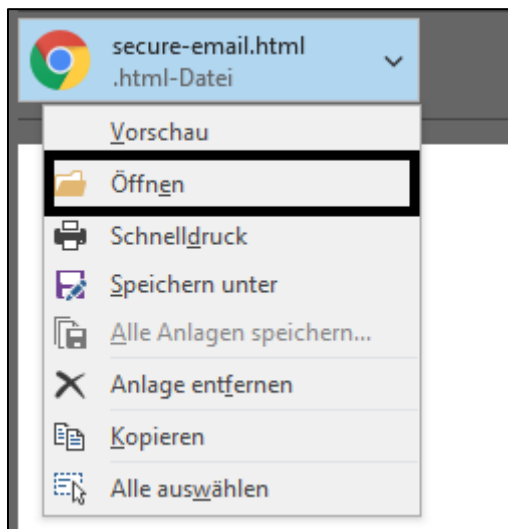 secure-email.html
.html-Datei
Vorschau
Öffnen
Schnelldruck
Speichern unter
Alle Anlagen speichern...
Anlage entfernen
Kopieren
Alle auswählen